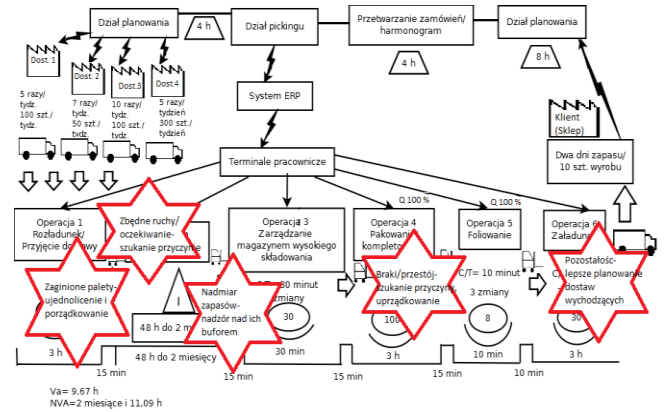 Dział planowania
4 h
Dział pickingu
Przetwarzanie zamówień/
harmonogram
4 h
Dział planowania
8 h
Dost. 1
Dost. 2
Dost.3
Dost.4
5 razy/
tydz.
100 szt./
tydz.
7 razy/
tydz.
50 szt./
tydz.
10 razy/
tydz.
100 szt./
tydz.
5 razy/
tydzień
300 szt./
tydzień
System ERP
Klient
(Sklep)
Dwa dni zapasu/
10 szt. wyrobu
Terminale pracownicze
Q 100 %
Q 100 %
Operacja 1
Rozładunek/
Przyjęcie
Zbędne ruchy/
oczekiwanie-
szukanie przyczyne
Operacja 3
Zarządzanie
magazynem wysokiego
składowania
Operacja 4
Pakowanie
Operacja 5
Foliowanie
Operacja 6
Zaginione palety-
ujednolicenie i
porządkowanie
I
48 h do 2
Nadmiar
zapasów-
nadzór nad ich
buforem
30 minut
zmiany
30
Braki/przestój-
szukanie przyczyny,
uprządkowanie
100
C/T= 10 minut
3 zmiany
8
Pozostałość-
lepsze planowanie
dostaw
wychodzących
30
3 h
15 min
48 h do 2 miesięcy
15 min
30 min
15 min
3 h
15 min
10 min
10 min
3 h
Va= 9,67 h
NVA=2 miesiące i 11,09 h